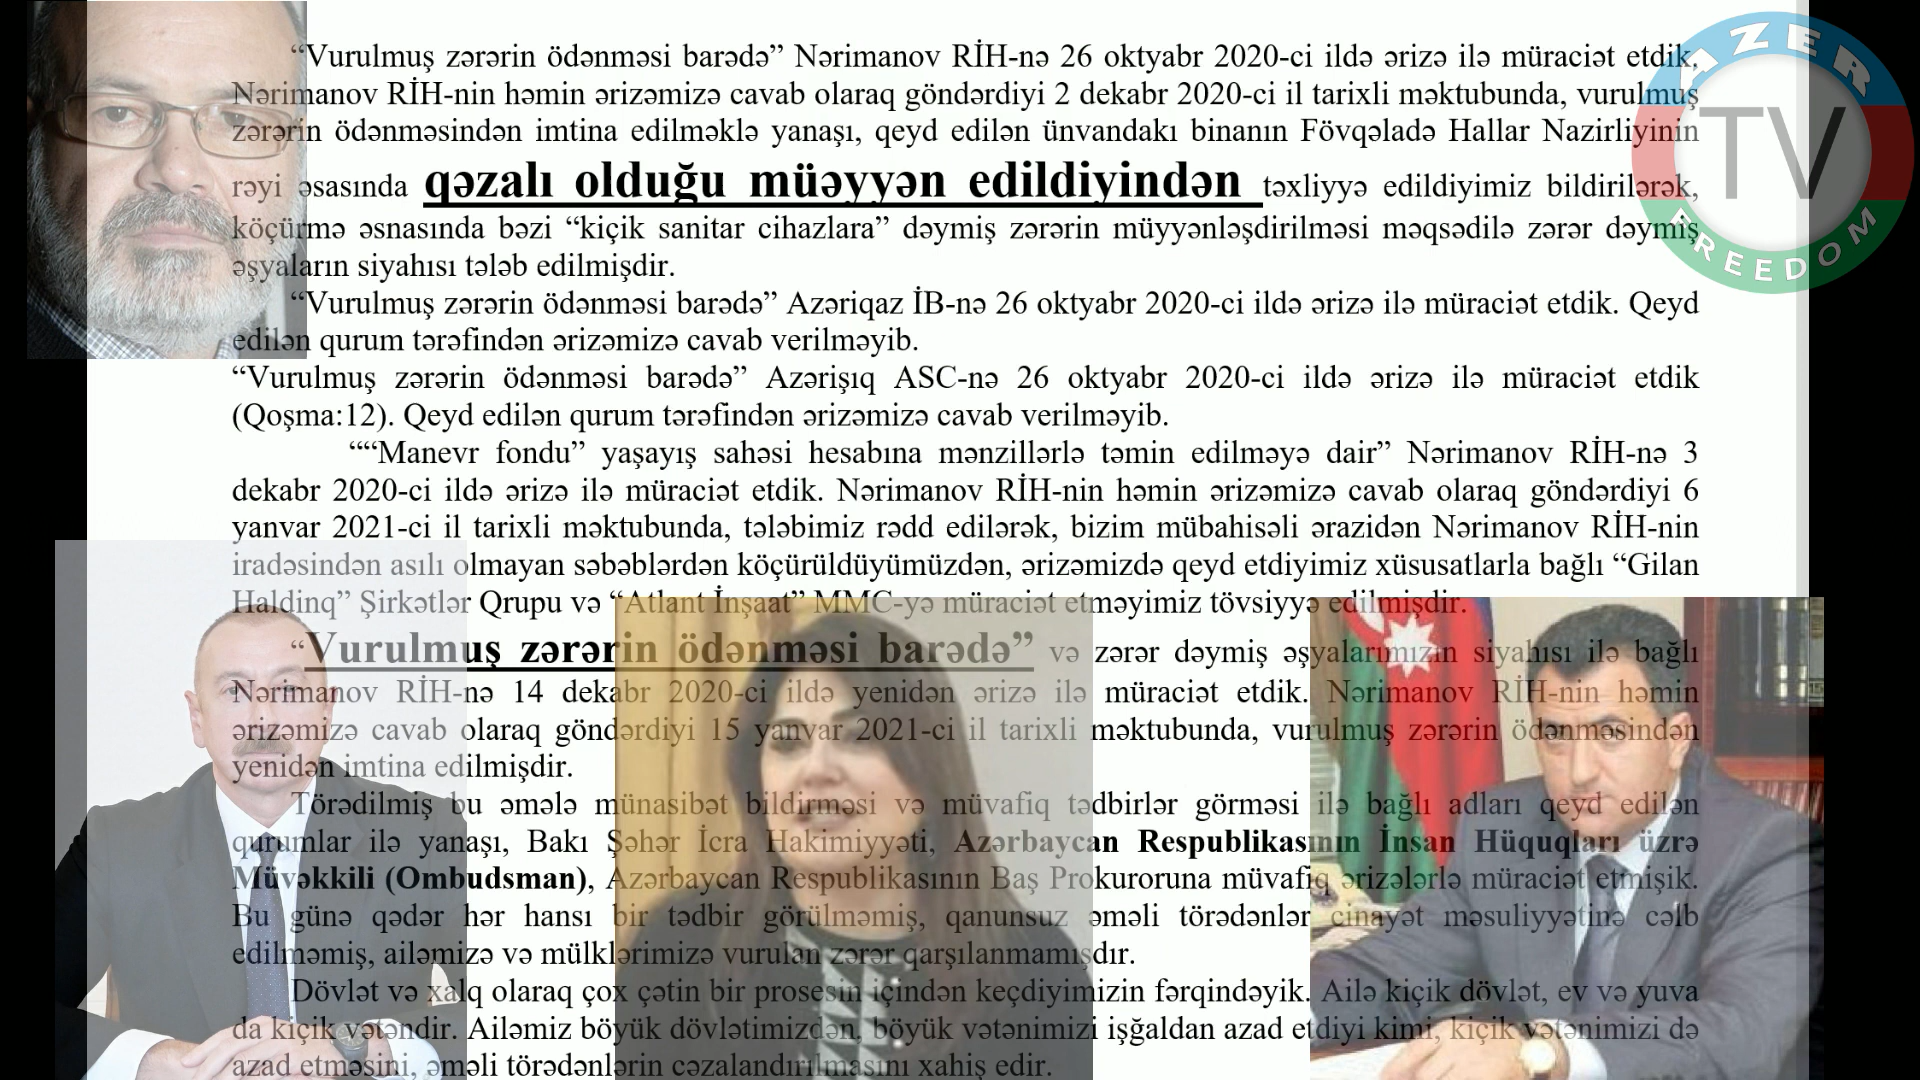 “Vurulmuş zərərin ödənməsi barədə” Nərimanov RİH-nə 26 oktyabr 2020-ci ildə ərizə ilə müraciət etdik.
Nərimanov RİH-nin həmin ərizəmizə cavab olaraq göndərdiyi 2 dekabr 2020-ci il tarixli məktubunda, vurulmuş
zərərin ödənməsindən imtina edilməklə yanaşı, qeyd edilən ünvandakı binanın Fövqəladə Hallar Nazirliyinin
rəyi əsasında qəzalı olduğu müəyyən edildiyindən təxliyyə edildiyimiz bildirilərək,
köçürmə əsnasında bəzi “kiçik sanitar cihazlara” dəymiş zərərin müyyənləşdirilməsi məqsədilə zərər dəymiş
əşyaların siyahısı tələb edilmişdir.
“Vurulmuş zərərin ödənməsi barədə” Azəriqaz İB-nə 26 oktyabr 2020-ci ildə ərizə ilə müraciət etdik. Qeyd
edilən qurum tərəfindən ərizəmizə cavab verilməyib.
“Vurulmuş zərərin ödənməsi barədə” Azərişıq ASC-nə 26 oktyabr 2020-ci ildə ərizə ilə müraciət etdik
(Qoşma:12). Qeyd edilən qurum tərəfindən ərizəmizə cavab verilməyib.
““Manevr fondu” yaşayış sahəsi hesabına mənzillərlə təmin edilməyə dair” Nərimanov RİH-nə 3
dekabr 2020-ci ildə ərizə ilə müraciət etdik. Nərimanov RİH-nin həmin ərizəmizə cavab olaraq göndərdiyi 6
yanvar 2021-ci il tarixli məktubunda, tələbimiz rədd edilərək, bizim mübahisəli ərazidən Nərimanov RİH-nin
iradəsindən asılı olmayan səbəblərdən köçürüldüyümüzdən, ərizəmizdə qeyd etdiyimiz xüsusatlarla bağlı “Gilan
Haldinq” Şirkətlər Qrupu və “Atlant İnşaat” MMC-yə müraciət etməyimiz tövsiyyə edilmişdir.
“Vurulmuş zərərin ödənməsi barədə” və zərər dəymiş əşyalarımızın siyahısı ilə bağlı
Nərimanov RİH-nə 14 dekabr 2020-ci ildə yenidən ərizə ilə müraciət etdik. Nərimanov RİH-nin həmin
ərizəmizə cavab olaraq göndərdiyi 15 yanvar 2021-ci il tarixli məktubunda, vurulmuş zərərin ödənməsindən
yenidən imtina edilmişdir.
Törədilmiş bu əmələ münasibət bildirməsi və müvafiq tədbirlər görməsi ilə bağlı adları qeyd edilən
qurumlar ilə yanaşı, Bakı Şəhər İcra Hakimiyyəti, Azərbaycan Respublikasının İnsan Hüquqları üzrə
Müvəkkili (Ombudsman), Azərbaycan Respublikasının Baş Prokuroruna müvafiq ərizələrlə müraciət etmişik.
Bu günə qədər hər hansı bir tədbir görülməmiş, qanunsuz əməli törədənlər cinayət məsuliyyətinə cəlb
edilməmiş, ailəmizə və mülklərimizə vurulan zərər qarşılanmamışdır.
Dövlət və xalq olaraq çox çətin bir prosesin içindən keçdiyimizin fərqindəyik. Ailə kiçik dövlət, ev və yuva
da kiçik vətəndir. Ailəmiz böyük dövlətimizdən, böyük vətənimizi işğaldan azad etdiyi kimi, kiçik vətənimizi də
azad etməsini, əməli törədənlərin cəzalandırılmasını xahiş edir.
AZER
TV
FREEDOM